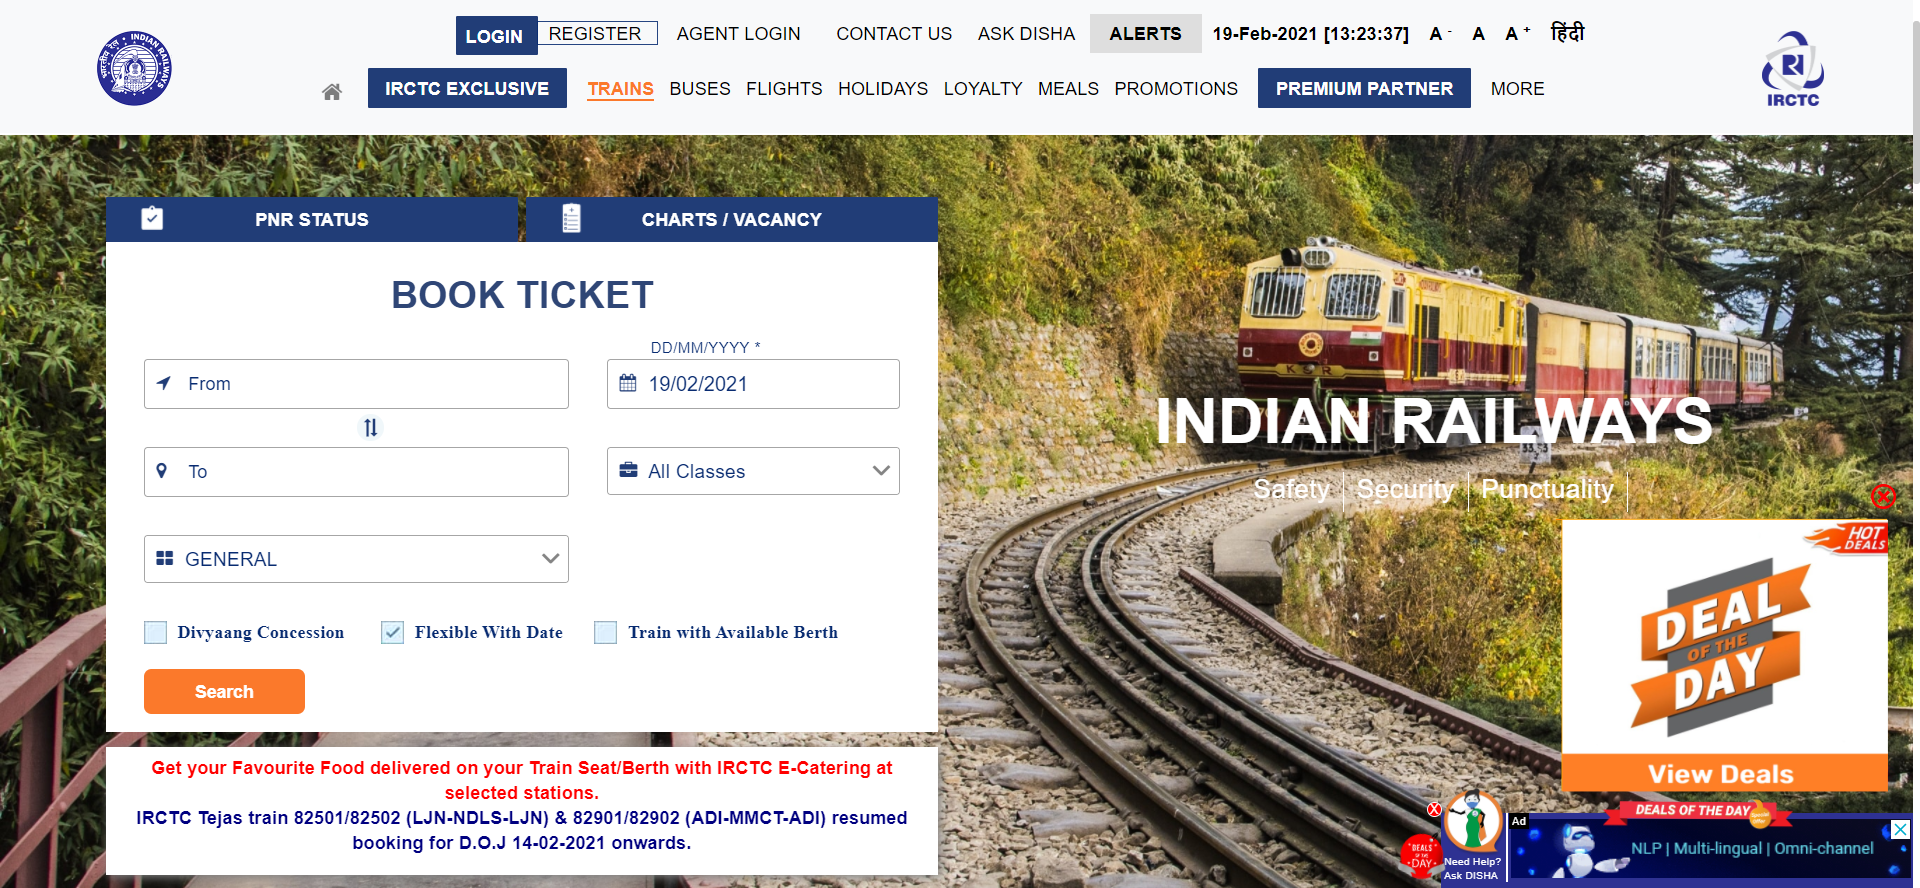 LOGIN REGISTER AGENT LOGIN CONTACT US ASK DISHA ALERTS 19-Feb-2021 [13:23:37] A - A A + हिंदी
INDIAN RAILWAYS
IRCTC EXCLUSIVE TRAINS BUSES FLIGHTS HOLIDAYS LOYALTY MEALS PROMOTIONS PREMIUM PARTNER MORE
IRCTC
PNR STATUS CHARTS / VACANCY
BOOK TICKET
DD/MM/YYYY *
From 19/02/2021
To All Classes
GENERAL
Divyaang Concession Flexible With Date Train with Available Berth
Search
Get your Favourite Food delivered on your Train Seat/Berth with IRCTC E-Catering at
selected stations.
IRCTC Tejas train 82501/82502 (LJN-NDLS-LJN) & 82901/82902 (ADI-MMCT-ADI) resumed
booking for D.O.J 14-02-2021 onwards.
K S R
INDIAN RAILWAYS
Safety Security Punctuality
HOT
DEALS
DEAL
OF THE
DAY
View Deals
DEALS OF THE DAY
DEALS
OF THE
DAY
Need Help?
Ask DISHA
Ad
NLP | Multi-lingual | Omni-channel